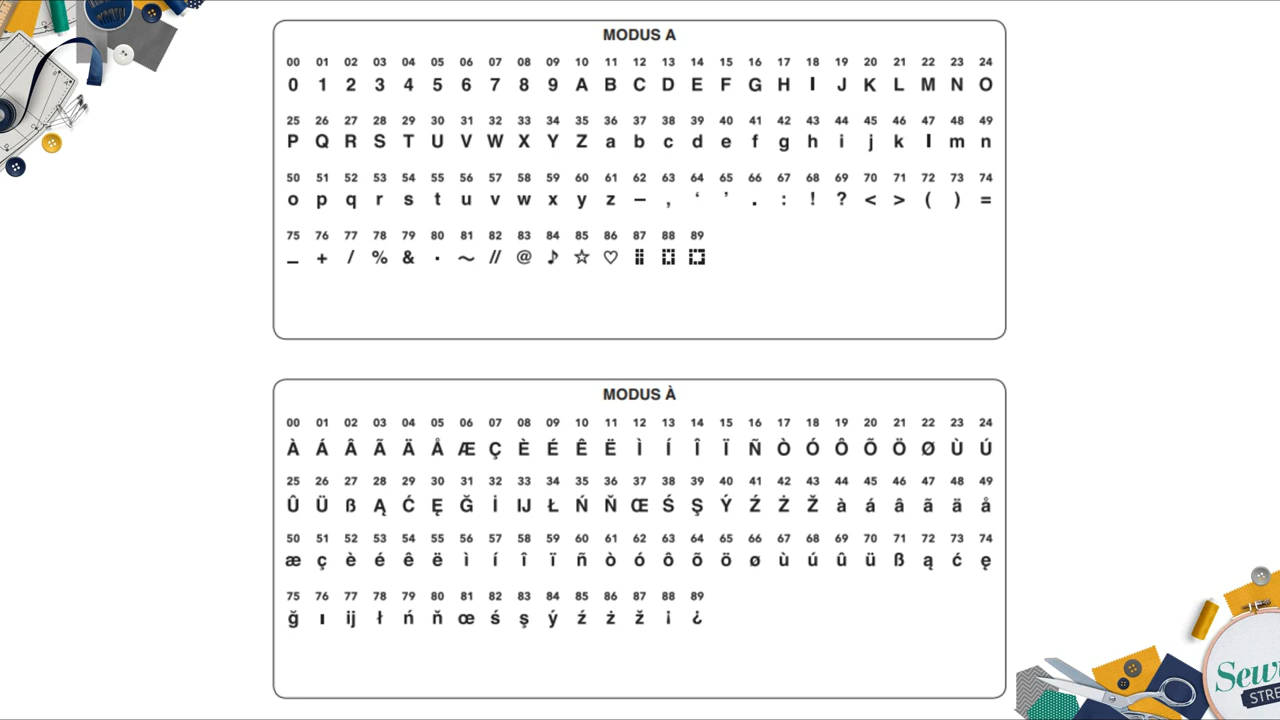 MODUS A
00 01 02 03 04 05 06 07 08 09 10 11 12 13 14 15 16 17 18 19 20 21 22 23 24
0 1 2 3 4 5 6 7 8 9 A B C D E F G H I J K L M N O
25 26 27 28 29 30 31 32 33 34 35 36 37 38 39 40 41 42 43 44 45 46 47 48 49
P Q R S T U V W X Y Z a b c d e f g h i j k l m n
50 51 52 53 54 55 56 57 58 59 60 61 62 63 64 65 66 67 68 69 70 71 72 73 74
o p q r s t u v w x y z – , ‘ ’ . : ! ? < > ( ) =
75 76 77 78 79 80 81 82 83 84 85 86 87 88 89
_ + / % & · ~ // @ ♪ ☆ ♡
MODUS À
00 01 02 03 04 05 06 07 08 09 10 11 12 13 14 15 16 17 18 19 20 21 22 23 24
À Á Â Ã Ä Å Æ Ç È É Ê Ë Ì Í Î Ï Ñ Ò Ó Ô Õ Ö Ø Ù Ú
25 26 27 28 29 30 31 32 33 34 35 36 37 38 39 40 41 42 43 44 45 46 47 48 49
Û Ü ß Ą Ć Ę Ğ İ IJ Ł Ń Ň Œ Ś Ş Ý Ź Ż Ž à á â ã ä å
50 51 52 53 54 55 56 57 58 59 60 61 62 63 64 65 66 67 68 69 70 71 72 73 74
æ ç è é ê ë ì í î ï ñ ò ó ô õ ö ø ù ú û ü ß ą ć ę
75 76 77 78 79 80 81 82 83 84 85 86 87 88 89
ğ ı ij ł ń ň œ ś ş ý ź ż ž ¡ ¿